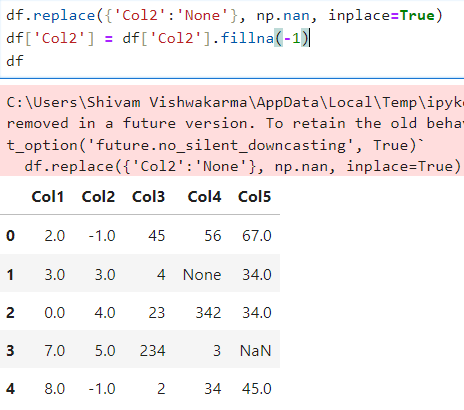 df.replace({'Col2':'None'}, np.nan, inplace=True)
df['Col2'] = df['Col2'].fillna(-1)
df
C:\Users\Shivam Vishwakarma\AppData\Local\Temp\ipyke
removed in a future version. To retain the old behav
t_option('future.no_silent_downcasting', True)`
df.replace({'Col2':'None'}, np.nan, inplace=True)
Col1 Col2 Col3 Col4 Col5
0 2.0 -1.0 45 56 67.0
1 3.0 3.0 4 None 34.0
2 0.0 4.0 23 342 34.0
3 7.0 5.0 234 3 NaN
4 8.0 -1.0 2 34 45.0